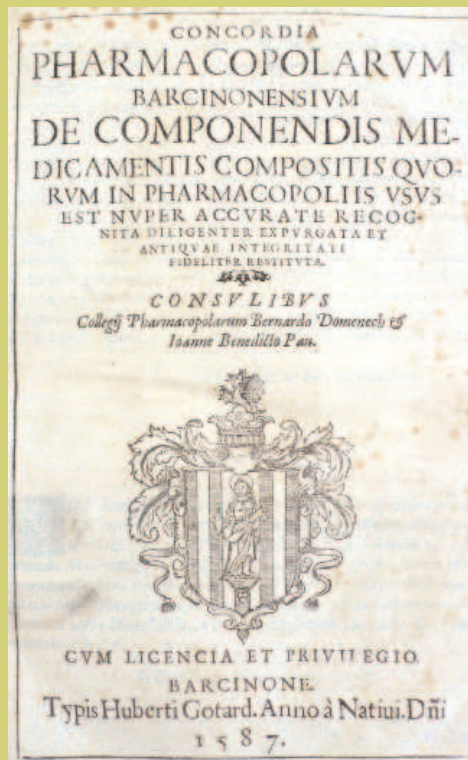 CONCORDIA
PHARMACOPOLARVM
BARCINONENSIVM
DE COMPONENDIS ME-
DICAMENTIS COMPOSITIS QVO-
RVM IN PHARMACOPOLIIS VSVS
EST NVPER ACCVRATE RECOG-
NITA DILIGENTER EXPVRGATA ET
ANTIQVAE INTEGRITATI
FIDELITER RESTITVTA.
CONSVLIBVS
Collegij Pharmacopolarum Bernardo Domenech &
Ioanne Benedicto Pau.
CVM LICENCIA ET PRIVILEGIO.
BARCINONE.
Typis Huberti Gotard. Anno à Natiui. Dñi
1587.